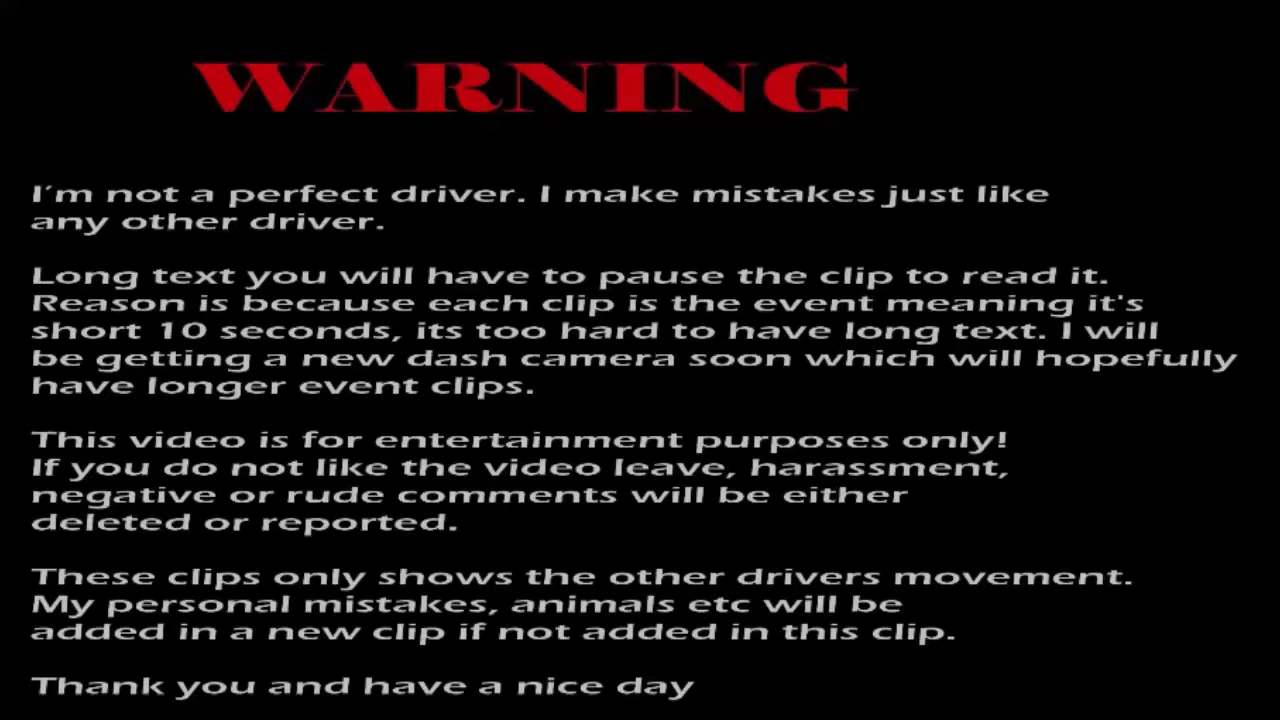 WARNING
I'm not a perfect driver. I make mistakes just like
any other driver.
Long text you will have to pause the clip to read it.
Reason is because each clip is the event meaning it's
short 10 seconds, its too hard to have long text. I will
be getting a new dash camera soon which will hopefully
have longer event clips.
This video is for entertainment purposes only!
If you do not like the video leave, harassment,
negative or rude comments will be either
deleted or reported.
These clips only shows the other drivers movement.
My personal mistakes, animals etc will be
added in a new clip if not added in this clip.
Thank you and have a nice day